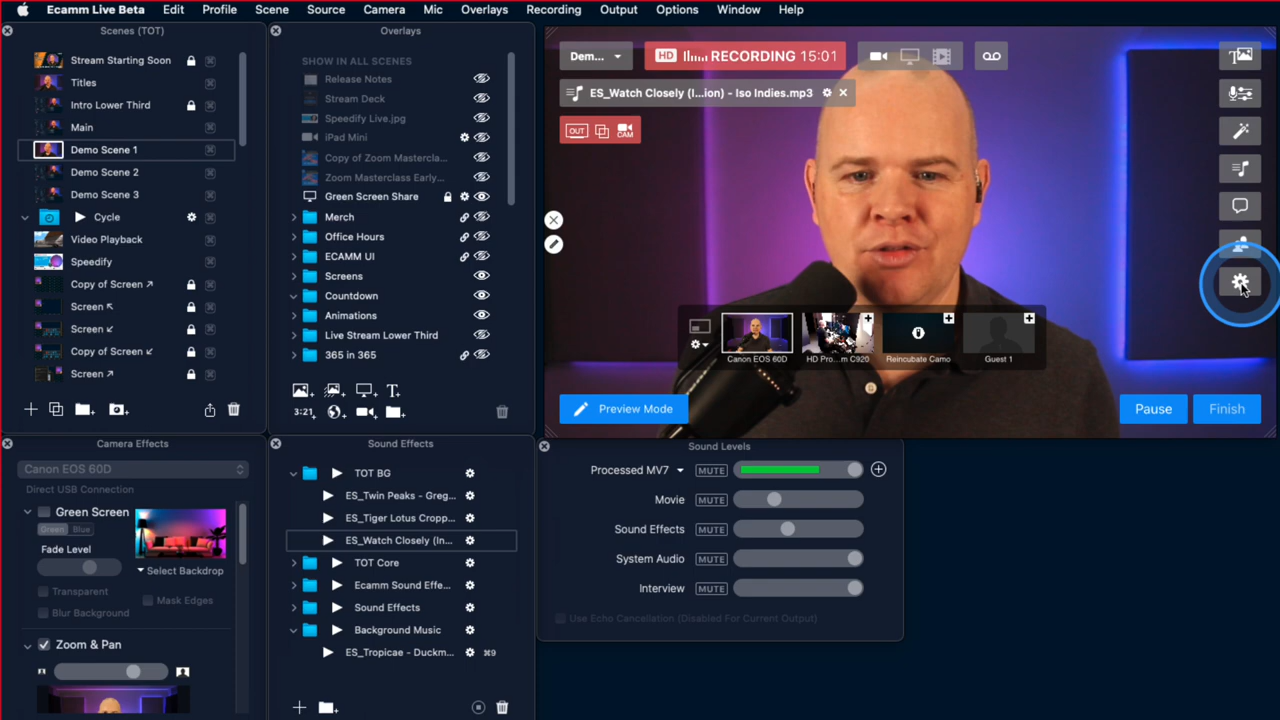 Ecamm Live Beta Edit Profile Scene Source Camera Mic Overlays Recording Output Options Window Help
Scenes (TOT)
Stream Starting Soon
Titles
Intro Lower Third
Main
Demo Scene 1
Demo Scene 2
Demo Scene 3
Cycle
Video Playback
Speedify
Copy of Screen ↗
Screen ↖
Screen ↙
Copy of Screen ↙
Screen ↗
Overlays
SHOW IN ALL SCENES
Release Notes
Stream Deck
Speedify Live.jpg
iPad Mini
Copy of Zoom Mastercla...
Zoom Masterclass Early...
Green Screen Share
Merch
Office Hours
ECAMM UI
Screens
Countdown
Animations
Live Stream Lower Third
365 in 365
3:21
Dem...
HD RECORDING 15:01
ES_Watch Closely (I...ion) - Iso Indies.mp3
OUT CAM
Canon EOS 60D
HD Pro...m C920
Reincubate Camo
Guest 1
Preview Mode
Pause
Finish
Camera Effects
Canon EOS 60D
Direct USB Connection
Green Screen
Green Blue
Fade Level
Select Backdrop
Transparent
Mask Edges
Blur Background
Zoom & Pan
Sound Effects
TOT BG
ES_Twin Peaks - Greg...
ES_Tiger Lotus Cropp...
ES_Watch Closely (In...
TOT Core
Ecamm Sound Effe...
Sound Effects
Background Music
ES_Tropicae - Duckm... ⌘9
Sound Levels
Processed MV7 MUTE
Movie MUTE
Sound Effects MUTE
System Audio MUTE
Interview MUTE
Use Echo Cancellation (Disabled For Current Output)